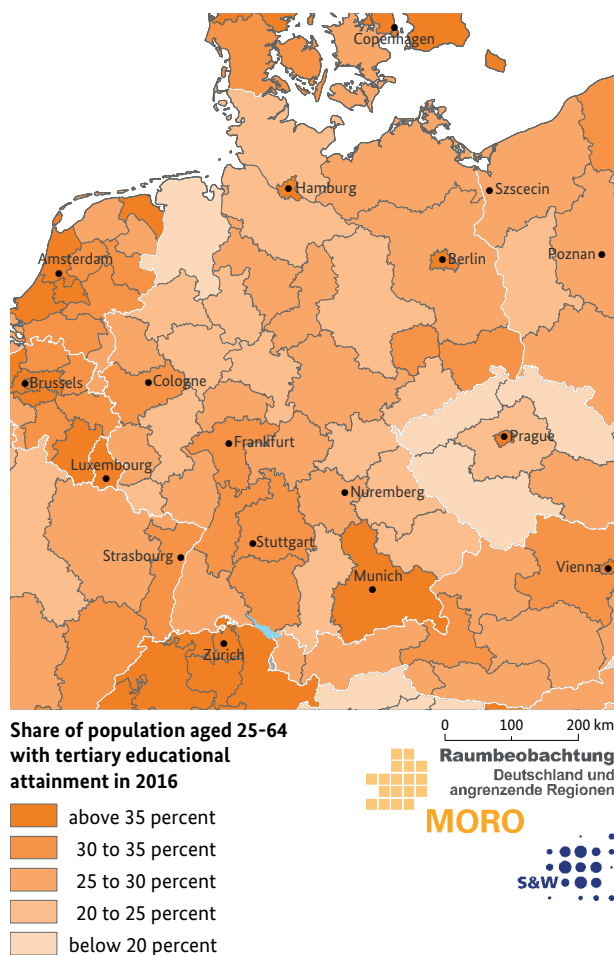 Copenhagen
Hamburg
Szscecin
Amsterdam
Berlin
Poznan
Brussels
Cologne
Prague
Frankfurt
Luxembourg
Nuremberg
Strasbourg
Stuttgart
Munich
Vienna
Zürich
Share of population aged 25-64
with tertiary educational
attainment in 2016
0 100 200 km
above 35 percent
30 to 35 percent
25 to 30 percent
20 to 25 percent
below 20 percent
Raumbeobachtung
Deutschland und
angrenzende Regionen
MORO
S&W